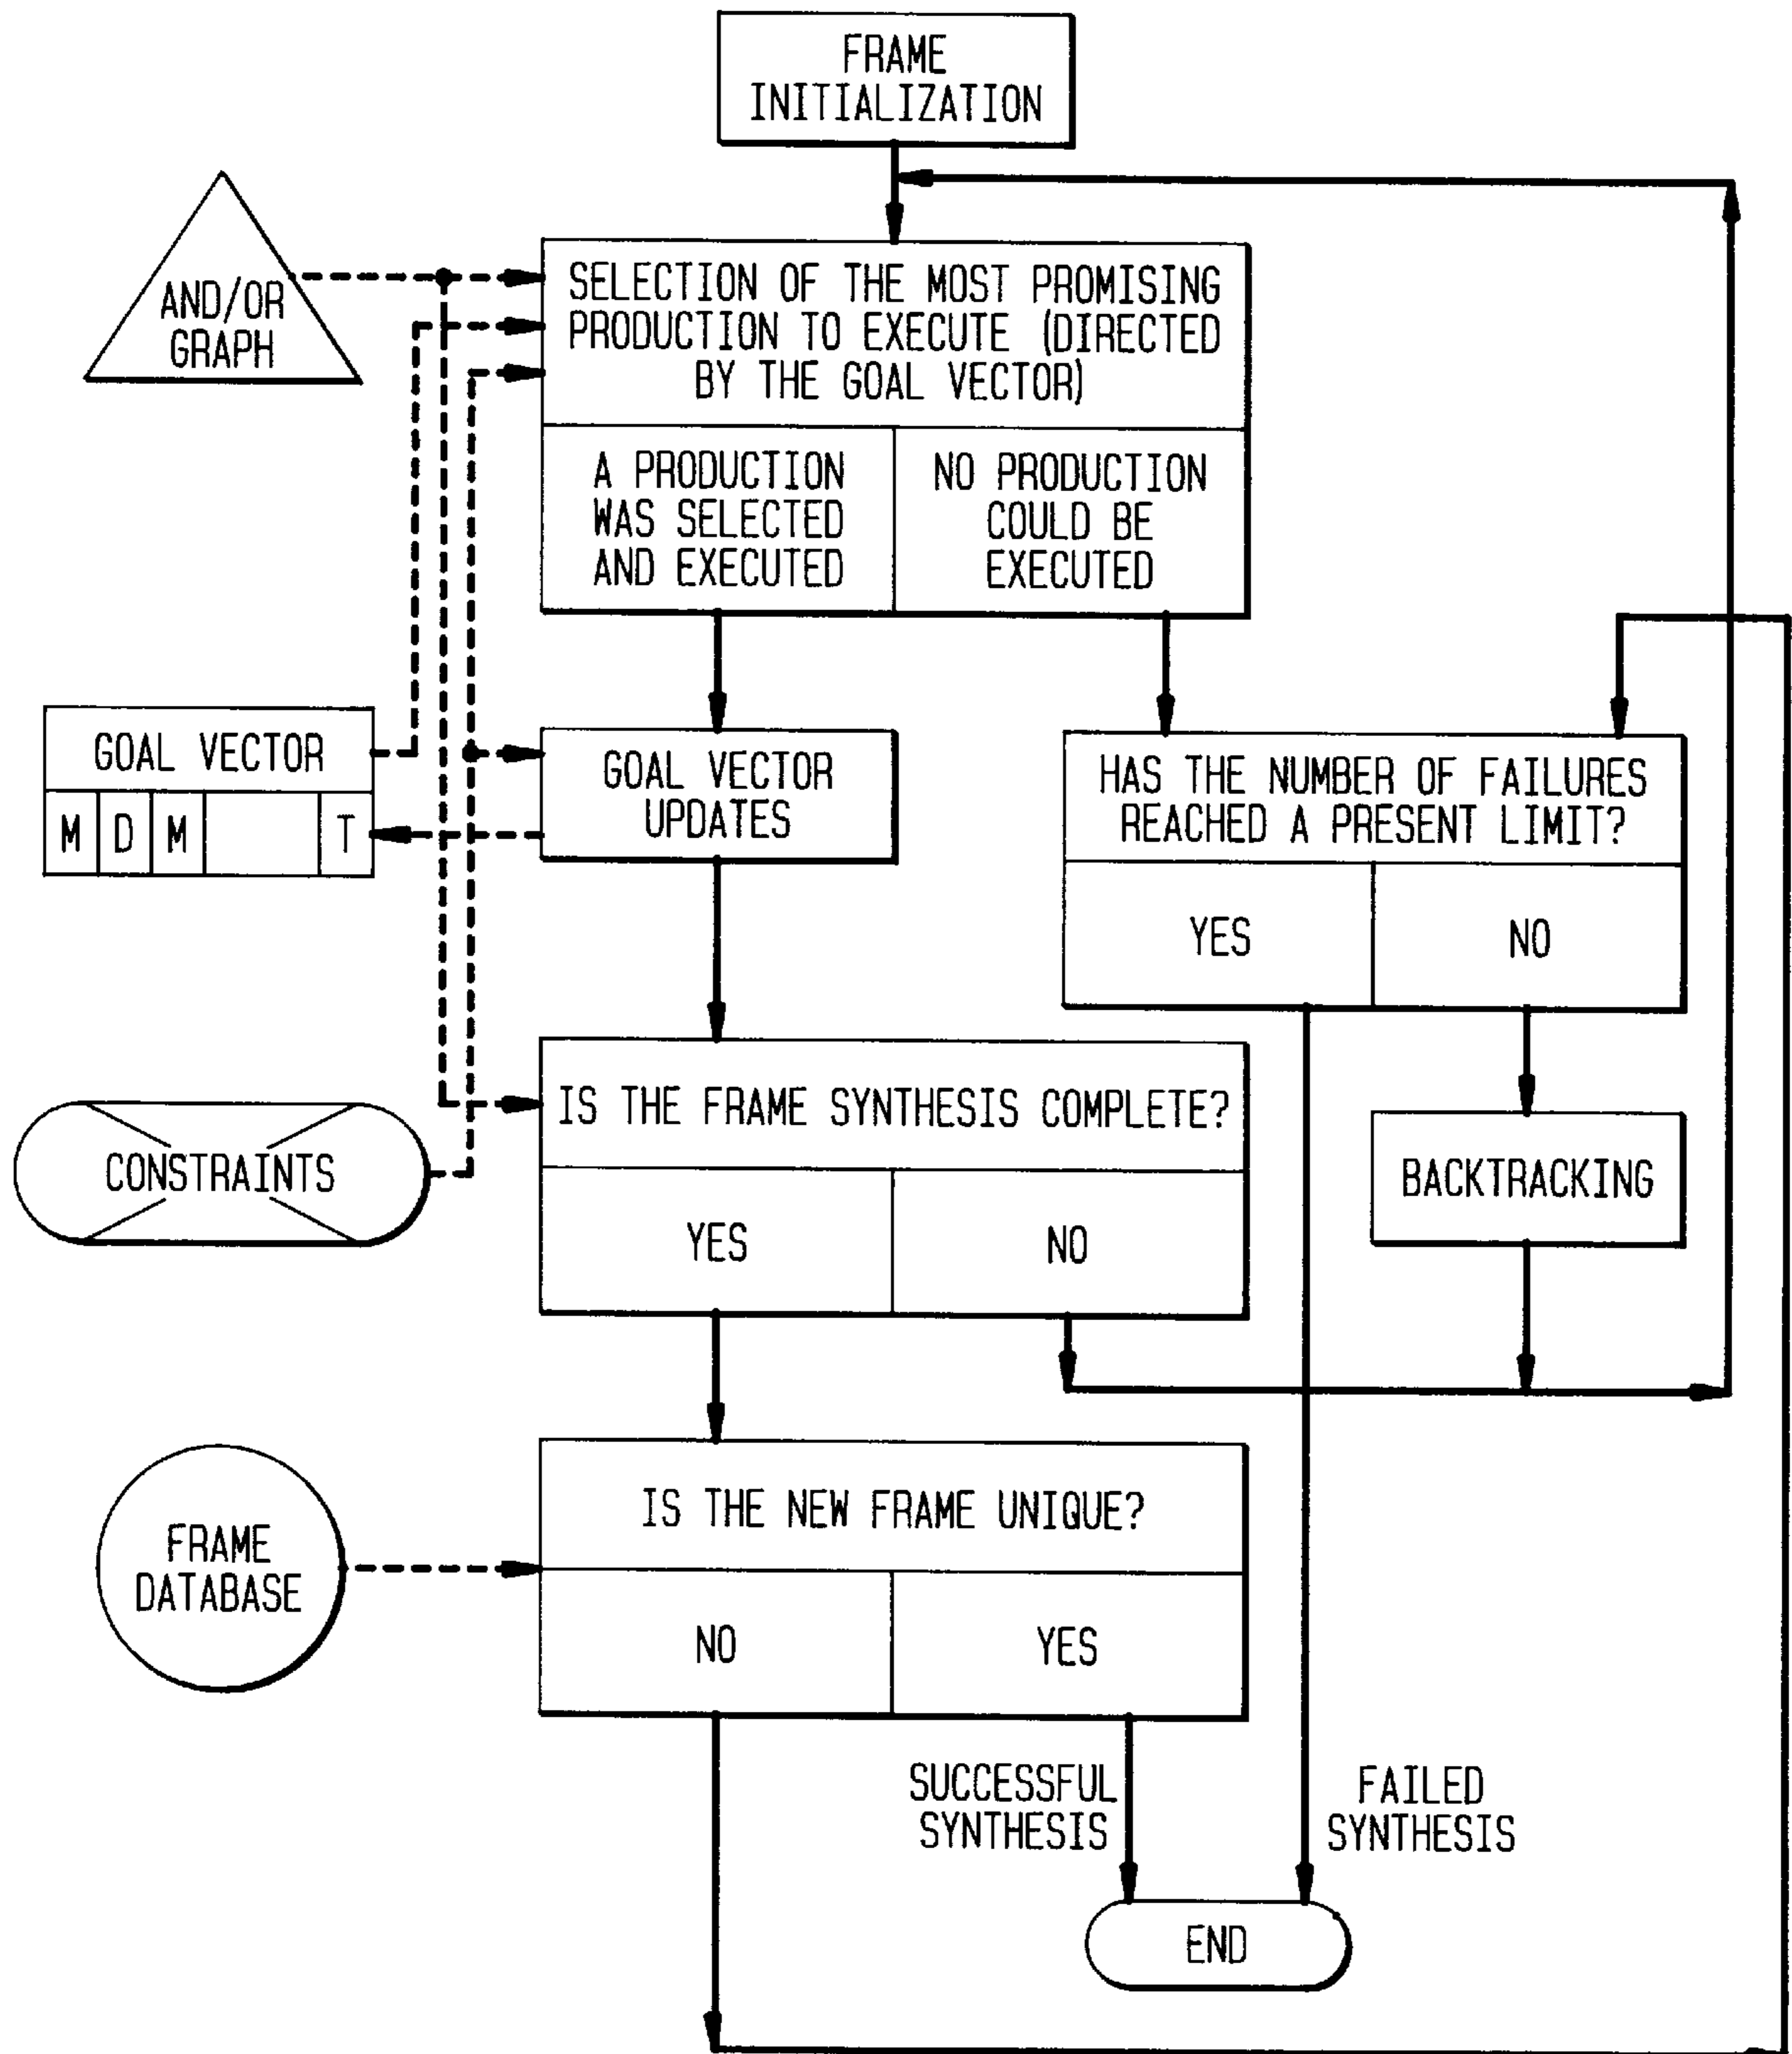 FRAME
INITIALIZATION
AND/OR
GRAPH
SELECTION OF THE MOST PROMISING
PRODUCTION TO EXECUTE (DIRECTED
BY THE GOAL VECTOR)
A PRODUCTION
WAS SELECTED
AND EXECUTED
NO PRODUCTION
COULD BE
EXECUTED
GOAL VECTOR
M D M T
GOAL VECTOR
UPDATES
HAS THE NUMBER OF FAILURES
REACHED A PRESENT LIMIT?
YES
NO
CONSTRAINTS
IS THE FRAME SYNTHESIS COMPLETE?
YES
NO
BACKTRACKING
FRAME
DATABASE
IS THE NEW FRAME UNIQUE?
NO
YES
SUCCESSFUL
SYNTHESIS
FAILED
SYNTHESIS
END